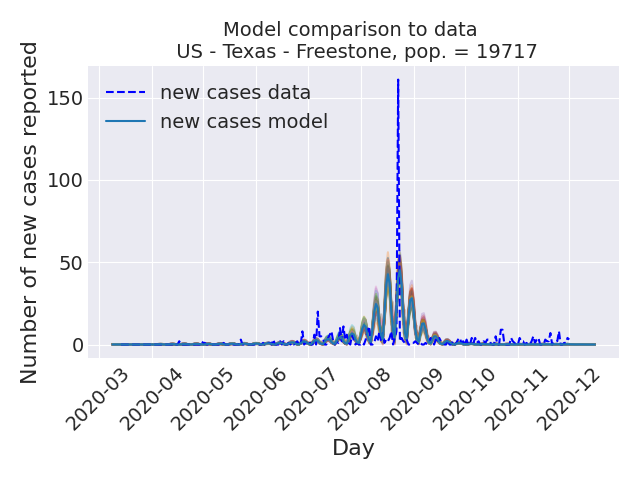 Model comparison to data
US - Texas - Freestone, pop. = 19717
Number of new cases reported
150
100
50
0
new cases data
new cases model
2020-03
2020-04
2020-05
2020-06
2020-07
2020-08
2020-09
2020-10
2020-11
2020-12
Day